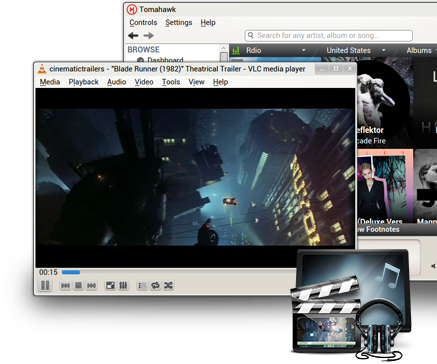 Tomahawk
Controls Settings Help
Search for any artist, album or song...
BROWSE
Dashboard
Rdio United States Albums
cinematictrailers - "Blade Runner (1982)" Theatrical Trailer - VLC media player
Media Playback Audio Video Tools View Help
eflektor
cade Fire
(Deluxe Vers
Magn
w Footnotes
00:15